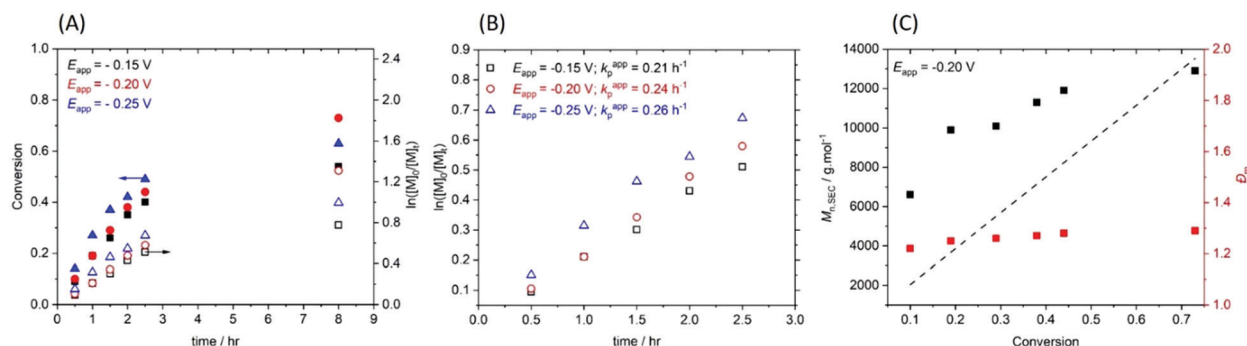 (A)
E_app = - 0.15 V
E_app = - 0.20 V
E_app = - 0.25 V
1.0
0.8
0.6
0.4
0.2
0.0
Conversion
0 1 2 3 4 5 6 7 8 9
time / hr
2.4
2.0
1.6
1.2
0.8
0.4
0.0
ln([M]₀/[M]ₜ)
(B)
E_app = -0.15 V; k_p^app = 0.21 h⁻¹
E_app = -0.20 V; k_p^app = 0.24 h⁻¹
E_app = -0.25 V; k_p^app = 0.26 h⁻¹
0.9
0.8
0.7
0.6
0.5
0.4
0.3
0.2
0.1
ln([M]₀/[M]ₜ)
0.0 0.5 1.0 1.5 2.0 2.5 3.0
time / hr
(C)
E_app = -0.20 V
14000
12000
10000
8000
6000
4000
2000
M_n,SEC / g.mol⁻¹
0.1 0.2 0.3 0.4 0.5 0.6 0.7
Conversion
2.0
1.8
1.6
1.4
1.2
1.0
Đ_m